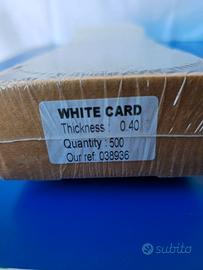 WHITE CARD
Thickness : 0.40
Quantity : 500
Our ref 038936
subito